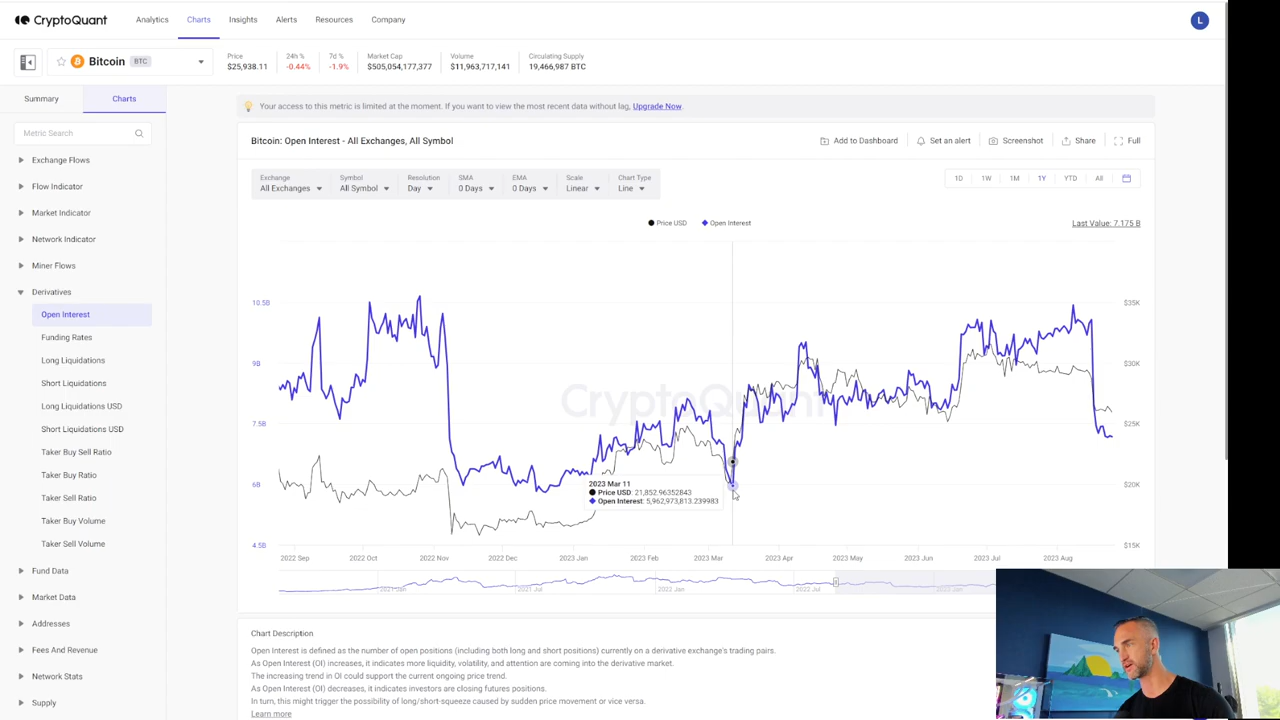 CryptoQuant
Analytics Charts Insights Alerts Resources Company
L
Bitcoin BTC
Price 24h % 7d % Market Cap Volume Circulating Supply
$25,938.11 -0.44% -1.9% $505,054,177,377 $11,963,717,141 19,466,987 BTC
Summary Charts
Your access to this metric is limited at the moment. If you want to view the most recent data without lag, Upgrade Now.
Metric Search
Exchange Flows
Flow Indicator
Market Indicator
Network Indicator
Miner Flows
Derivatives
Open Interest
Funding Rates
Long Liquidations
Short Liquidations
Long Liquidations USD
Short Liquidations USD
Taker Buy Sell Ratio
Taker Buy Ratio
Taker Sell Ratio
Taker Buy Volume
Taker Sell Volume
Fund Data
Market Data
Addresses
Fees And Revenue
Network Stats
Supply
Bitcoin: Open Interest - All Exchanges, All Symbol
Add to Dashboard Set an alert Screenshot Share Full
Exchange Symbol Resolution SMA EMA Scale Chart Type
All Exchanges All Symbol Day 0 Days 0 Days Linear Line
1D 1W 1M 1Y YTD All
Price USD Open Interest
Last Value: 7.175 B
10.5B $35K
9B $30K
CryptoQuant
7.5B $25K
6B $20K
2023 Mar 11
Price USD: 21,852.96352843
Open Interest: 5,962,973,813.239983
4.5B $15K
2022 Sep 2022 Oct 2022 Nov 2022 Dec 2023 Jan 2023 Feb 2023 Mar 2023 Apr 2023 May 2023 Jun 2023 Jul 2023 Aug
2021 Jan 2021 Jul 2022 Jan 2022 Jul 2023 Jan
Chart Description
Open Interest is defined as the number of open positions (including both long and short positions) currently on a derivative exchange's trading pairs.
As Open Interest (OI) increases, it indicates more liquidity, volatility, and attention are coming into the derivative market.
The increasing trend in OI could support the current ongoing price trend.
As Open Interest (OI) decreases, it indicates investors are closing futures positions.
In turn, this might trigger the possibility of long/short-squeeze caused by sudden price movement or vice versa.
Learn more